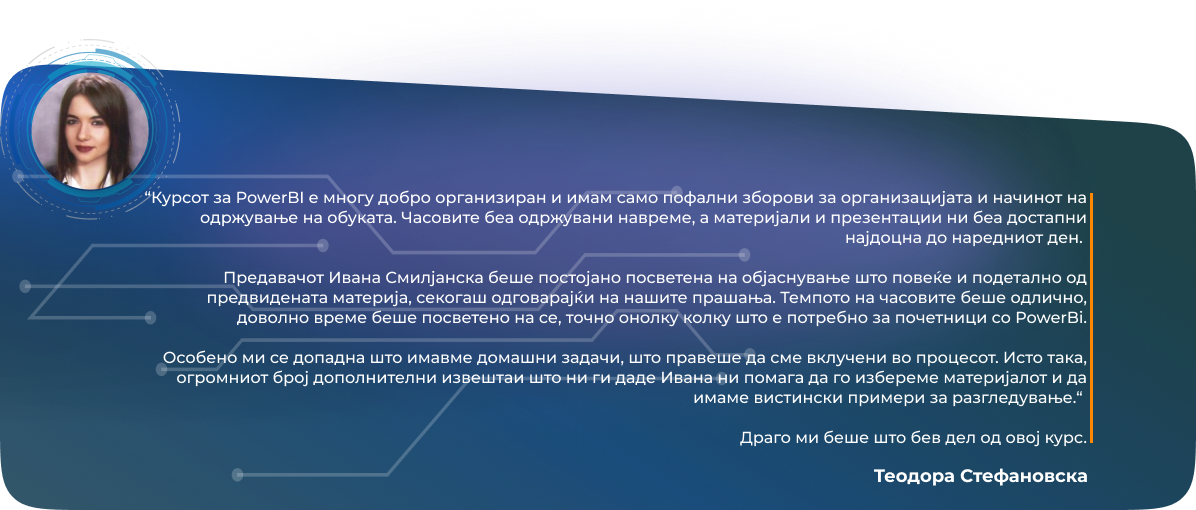 “Курсот за PowerBI е многу добро организиран и имам само пофални зборови за организацијата и начинот на
одржување на обуката. Часовите беа одржувани навреме, а материјали и презентации ни беа достапни
најдоцна до наредниот ден.
Предавачот Ивана Смилјанска беше постојано посветена на објаснување што повеќе и подетално од
предвидената материја, секогаш одговарајќи на нашите прашања. Темпото на часовите беше одлично,
доволно време беше посветено на се, точно онолку колку што е потребно за почетници со PowerBi.
Особено ми се допадна што имавме домашни задачи, што правеше да сме вклучени во процесот. Исто така,
огромниот број дополнителни извештаи што ни ги даде Ивана ни помага да го избереме материјалот и да
имаме вистински примери за разгледување.“
Драго ми беше што бев дел од овој курс.
Теодора Стефановска